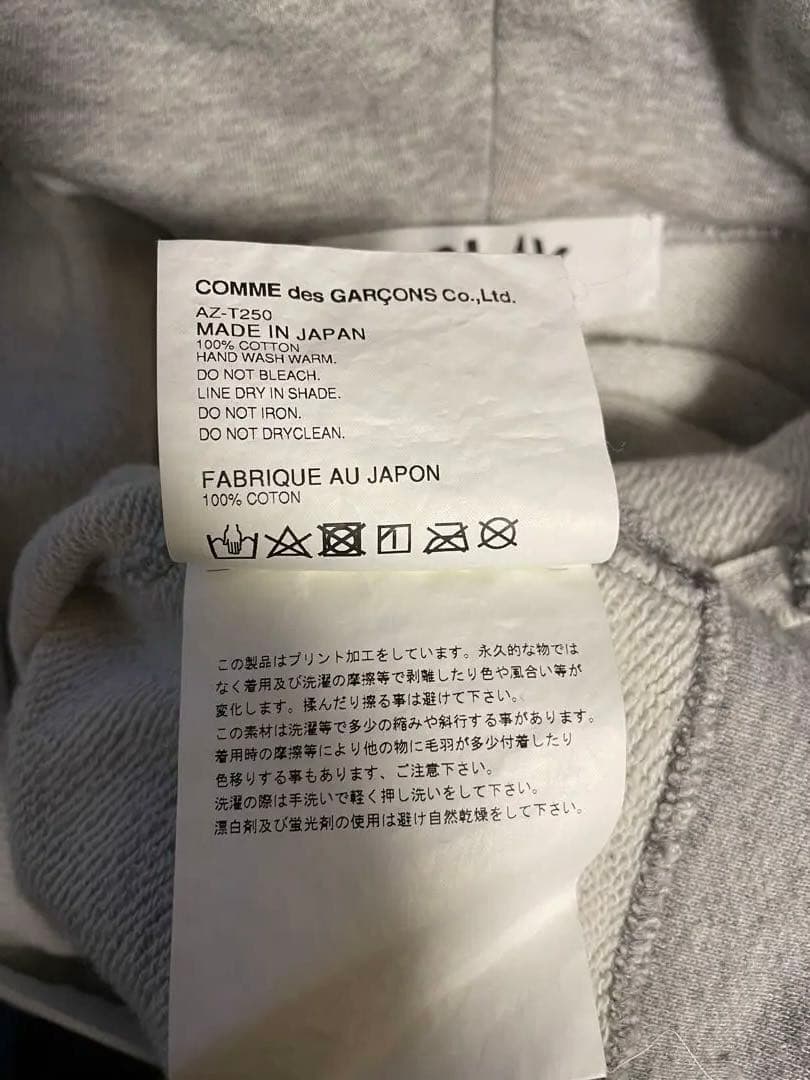 COMME des GARÇONS Co.,Ltd.
AZ-T250
MADE IN JAPAN
100% COTTON
HAND WASH WARM.
DO NOT BLEACH.
LINE DRY IN SHADE.
DO NOT IRON.
DO NOT DRYCLEAN.
FABRIQUE AU JAPON
100% COTON
この製品はプリント加工をしています。永久的な物では
なく着用及び洗濯の摩擦等で剥離したり色や風合い等が
変化します。揉んだり擦る事は避けて下さい。
この素材は洗濯等で多少の縮みや斜行する事があります。
着用時の摩擦等により他の物に毛羽が多少付着したり
色移りする事もあります、ご注意下さい。
洗濯の際は手洗いで軽く押し洗いをして下さい。
漂白剤及び蛍光剤の使用は避け自然乾燥をして下さい。